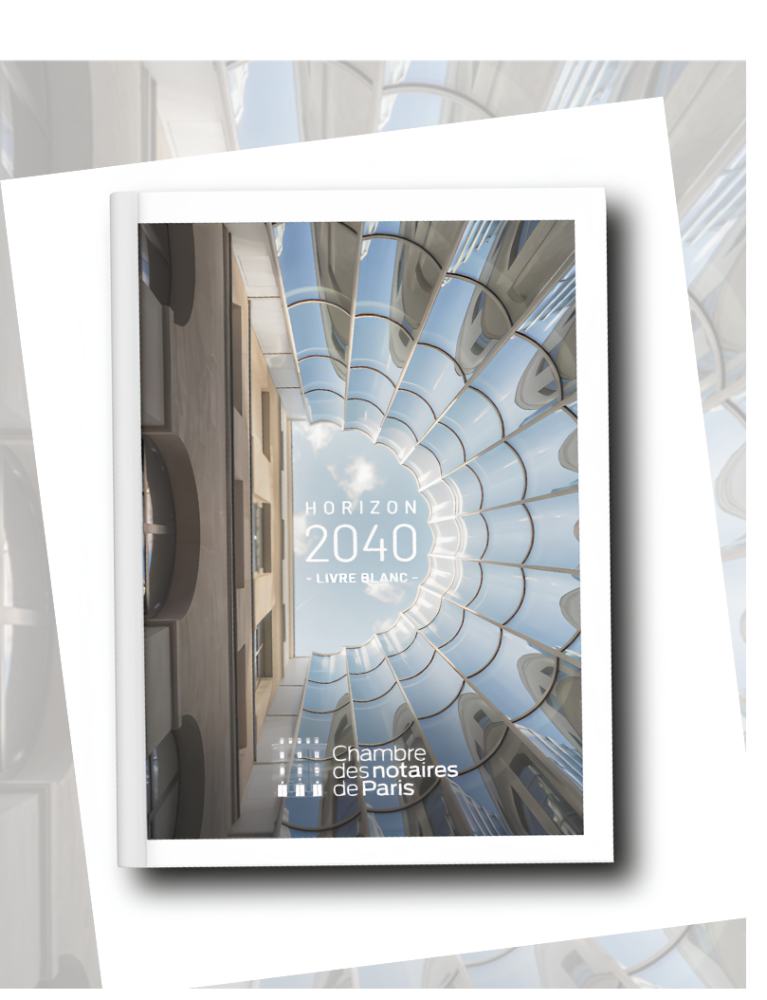 HORIZON
2040
- LIVRE BLANC -
Chambre
des notaires
de Paris